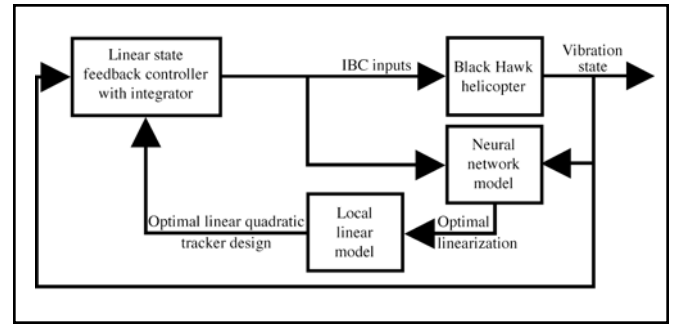 Linear state
feedback controller
with integrator
IBC inputs
Black Hawk
helicopter
Vibration
state
Neural
network
model
Optimal linear quadratic
tracker design
Local
linear
model
Optimal
linearization